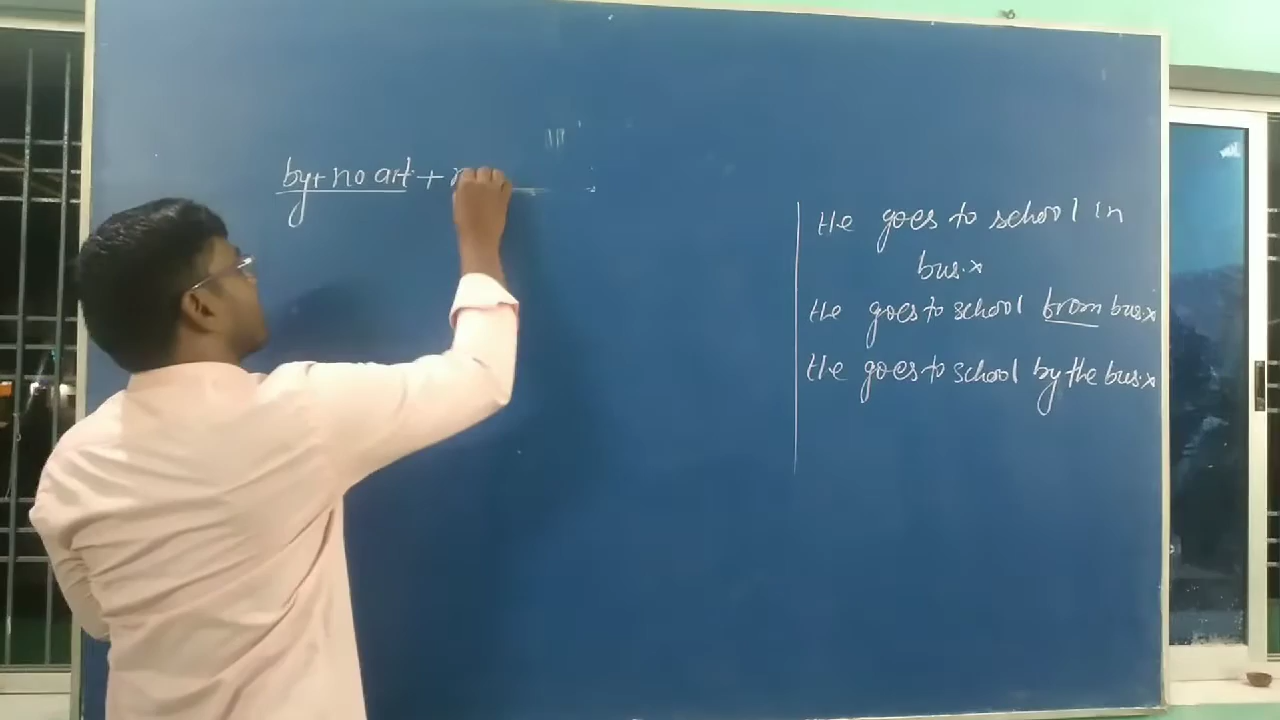 by + no art +
He goes to school in
bus. x
He goes to school from bus. x
He goes to school by the bus. x